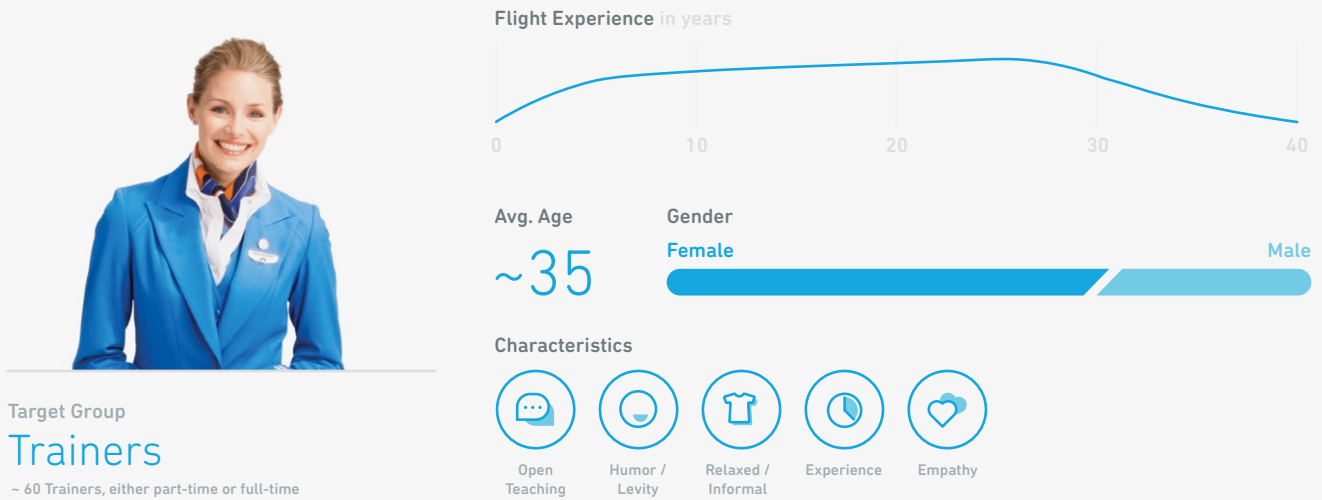 Flight Experience in years
0 10 20 30 40
Avg. Age
~35
Gender
Female Male
Characteristics
Open
Teaching
Humor /
Levity
Relaxed /
Informal
Experience
Empathy
Target Group
Trainers
~ 60 Trainers, either part-time or full-time